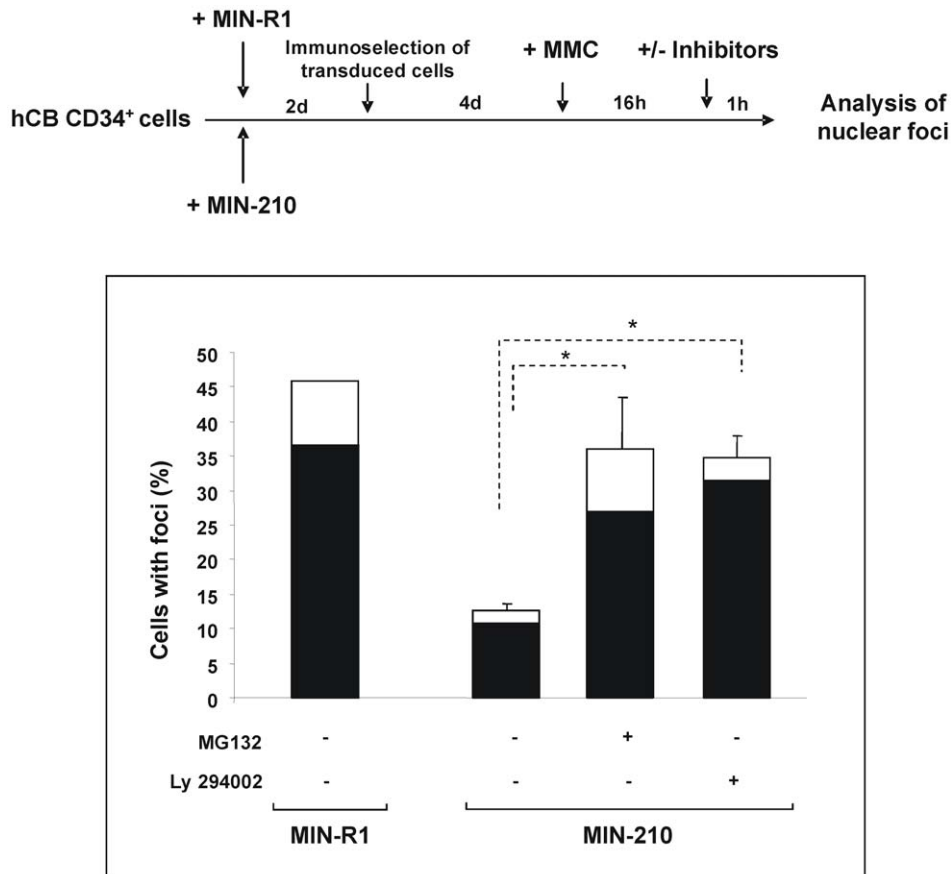 + MIN-R1
Immunoselection of
transduced cells
+ MMC
+/- Inhibitors
hCB CD34⁺ cells
2d
4d
16h
1h
Analysis of
nuclear foci
+ MIN-210
*
*
Cells with foci (%)
50
45
40
35
30
25
20
15
10
5
0
MG132 - - + -
Ly 294002 - - - +
MIN-R1 MIN-210